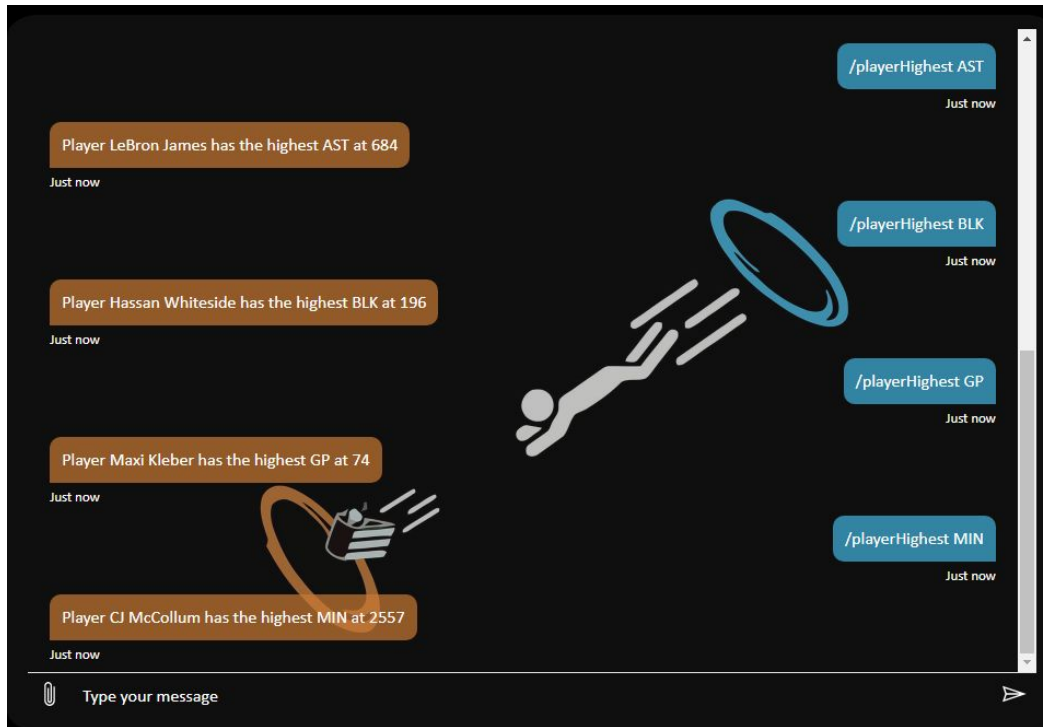 /playerHighest AST
Just now
Player LeBron James has the highest AST at 684
Just now
/playerHighest BLK
Just now
Player Hassan Whiteside has the highest BLK at 196
Just now
/playerHighest GP
Just now
Player Maxi Kleber has the highest GP at 74
Just now
/playerHighest MIN
Just now
Player CJ McCollum has the highest MIN at 2557
Just now
Type your message